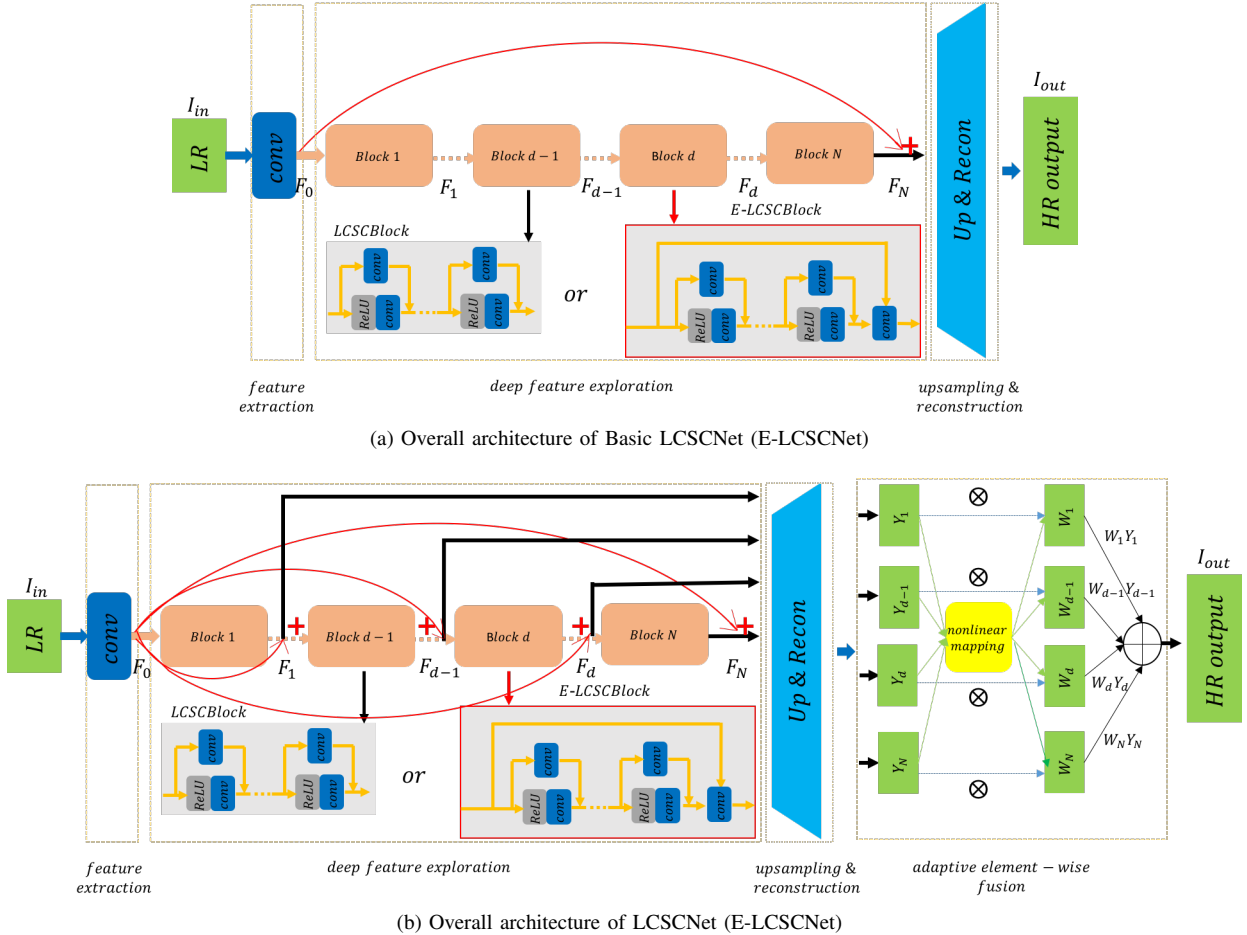 I_in
LR
conv
F_0
Block 1
F_1
Block d − 1
F_{d−1}
Block d
F_d
Block N
F_N
+
Up & Recon
I_out
HR output
LCSCBlock
conv
conv
ReLU
conv
ReLU
conv
or
E-LCSCBlock
conv
conv
ReLU
conv
ReLU
conv
conv
feature
extraction
deep feature exploration
upsampling &
reconstruction
(a) Overall architecture of Basic LCSCNet (E-LCSCNet)
I_in
LR
conv
F_0
Block 1
+
F_1
Block d − 1
+
F_{d−1}
Block d
+
F_d
Block N
+
F_N
Up & Recon
LCSCBlock
conv
conv
ReLU
conv
ReLU
conv
or
E-LCSCBlock
conv
conv
ReLU
conv
ReLU
conv
conv
Y_1
Y_{d−1}
Y_d
Y_N
⊗
⊗
⊗
⊗
nonlinear
mapping
W_1
W_{d−1}
W_d
W_N
W_1Y_1
W_{d−1}Y_{d−1}
W_dY_d
W_NY_N
I_out
HR output
feature
extraction
deep feature exploration
upsampling &
reconstruction
adaptive element − wise
fusion
(b) Overall architecture of LCSCNet (E-LCSCNet)